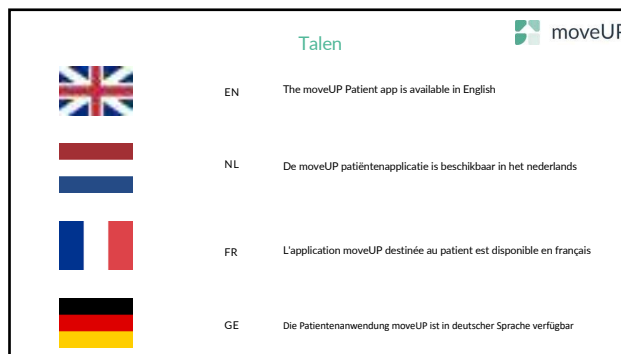 Talen
moveUP
EN
The moveUP Patient app is available in English
NL
De moveUP patiëntenapplicatie is beschikbaar in het nederlands
FR
L'application moveUP destinée au patient est disponible en français
GE
Die Patientenanwendung moveUP ist in deutscher Sprache verfügbar